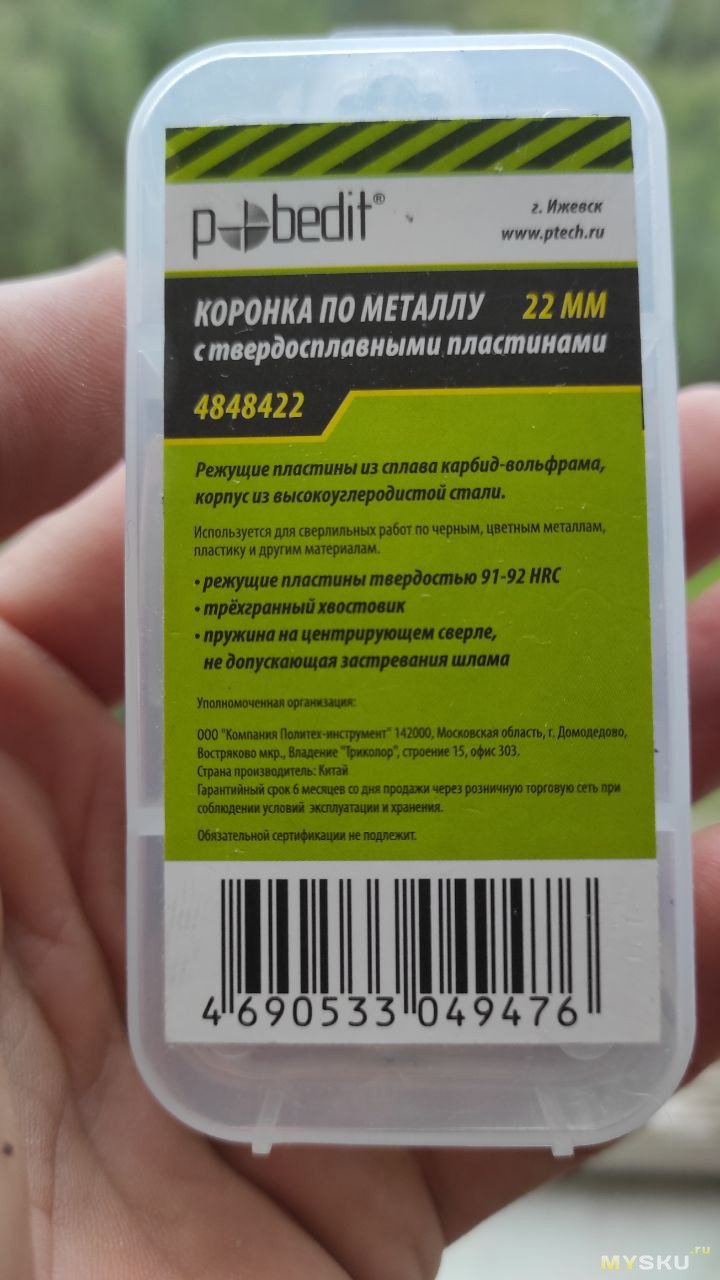 pobedit®
г. Ижевск
www.ptech.ru
КОРОНКА ПО МЕТАЛЛУ 22 ММ
с твердосплавными пластинами
4848422
Режущие пластины из сплава карбид-вольфрама,
корпус из высокоуглеродистой стали.
Используется для сверлильных работ по черным, цветным металлам,
пластику и другим материалам.
• режущие пластины твердостью 91-92 HRC
• трёхгранный хвостовик
• пружина на центрирующем сверле,
не допускающая застревания шлама
Уполномоченная организация:
ООО "Компания Политех-инструмент" 142000, Московская область, г. Домодедово,
Востряково мкр., Владение "Триколор", строение 15, офис 303.
Страна производитель: Китай
Гарантийный срок 6 месяцев со дня продажи через розничную торговую сеть при
соблюдении условий эксплуатации и хранения.
Обязательной сертификации не подлежит.
4 690533 049476
MYSKU.ru